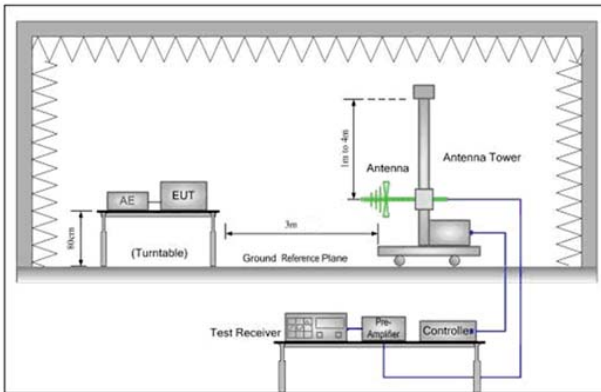 1m to 4m
Antenna
Antenna Tower
AE
EUT
80cm
(Turntable)
3m
Ground Reference Plane
Test Receiver
Pre-
Amplifier
Controller